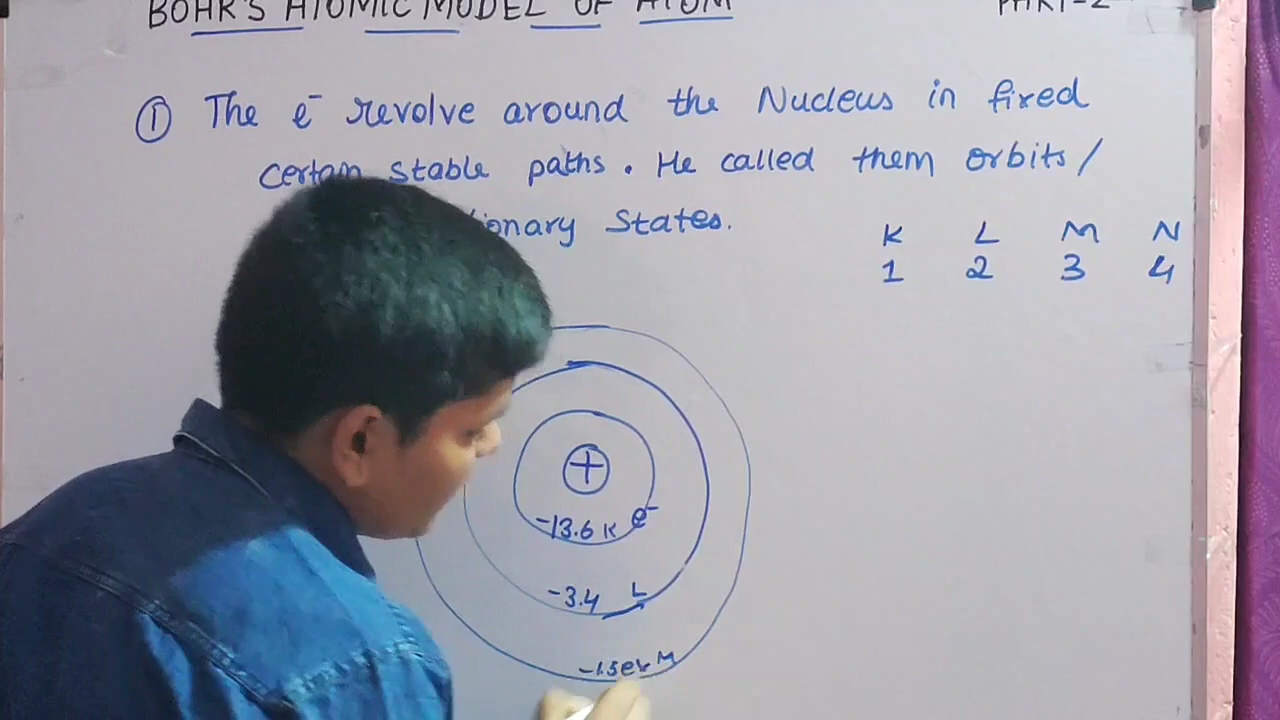 BOHR'S ATOMIC MODEL OF ATOM PART-2
① The e⁻ revolve around the Nucleus in fixed
certain stable paths. He called them orbits/
States.
K L M N
1 2 3 4
+
-13.6 K e⁻
-3.4 L
-1.5ev M